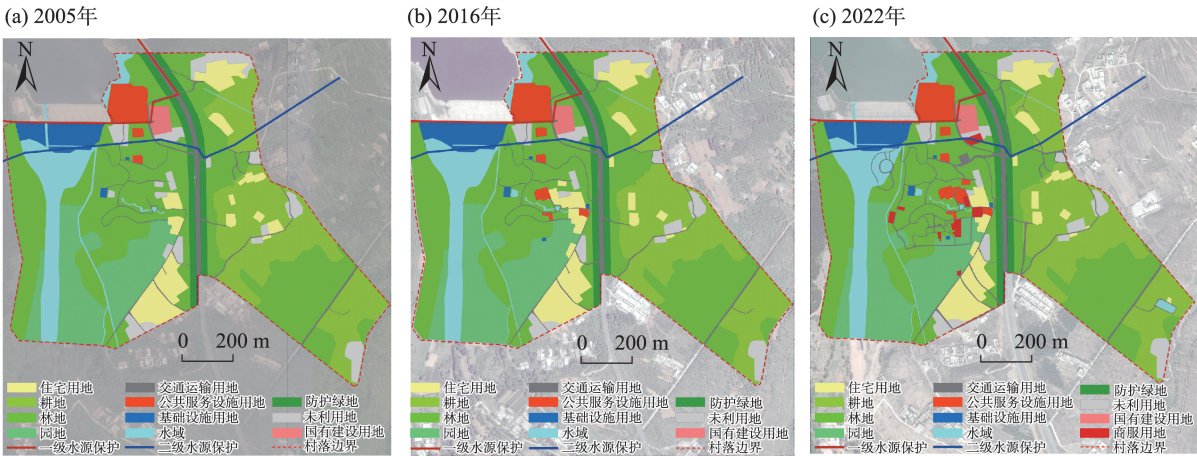 (a) 2005年
N
0 200 m
住宅用地
耕地
林地
园地
一级水源保护
交通运输用地
公共服务设施用地
基础设施用地
水域
二级水源保护
防护绿地
未利用地
国有建设用地
村落边界
(b) 2016年
N
0 200 m
住宅用地
耕地
林地
园地
一级水源保护
交通运输用地
公共服务设施用地
基础设施用地
水域
二级水源保护
防护绿地
未利用地
国有建设用地
村落边界
(c) 2022年
N
0 200 m
住宅用地
耕地
林地
园地
一级水源保护
交通运输用地
公共服务设施用地
基础设施用地
水域
二级水源保护
防护绿地
未利用地
国有建设用地
商服用地
村落边界